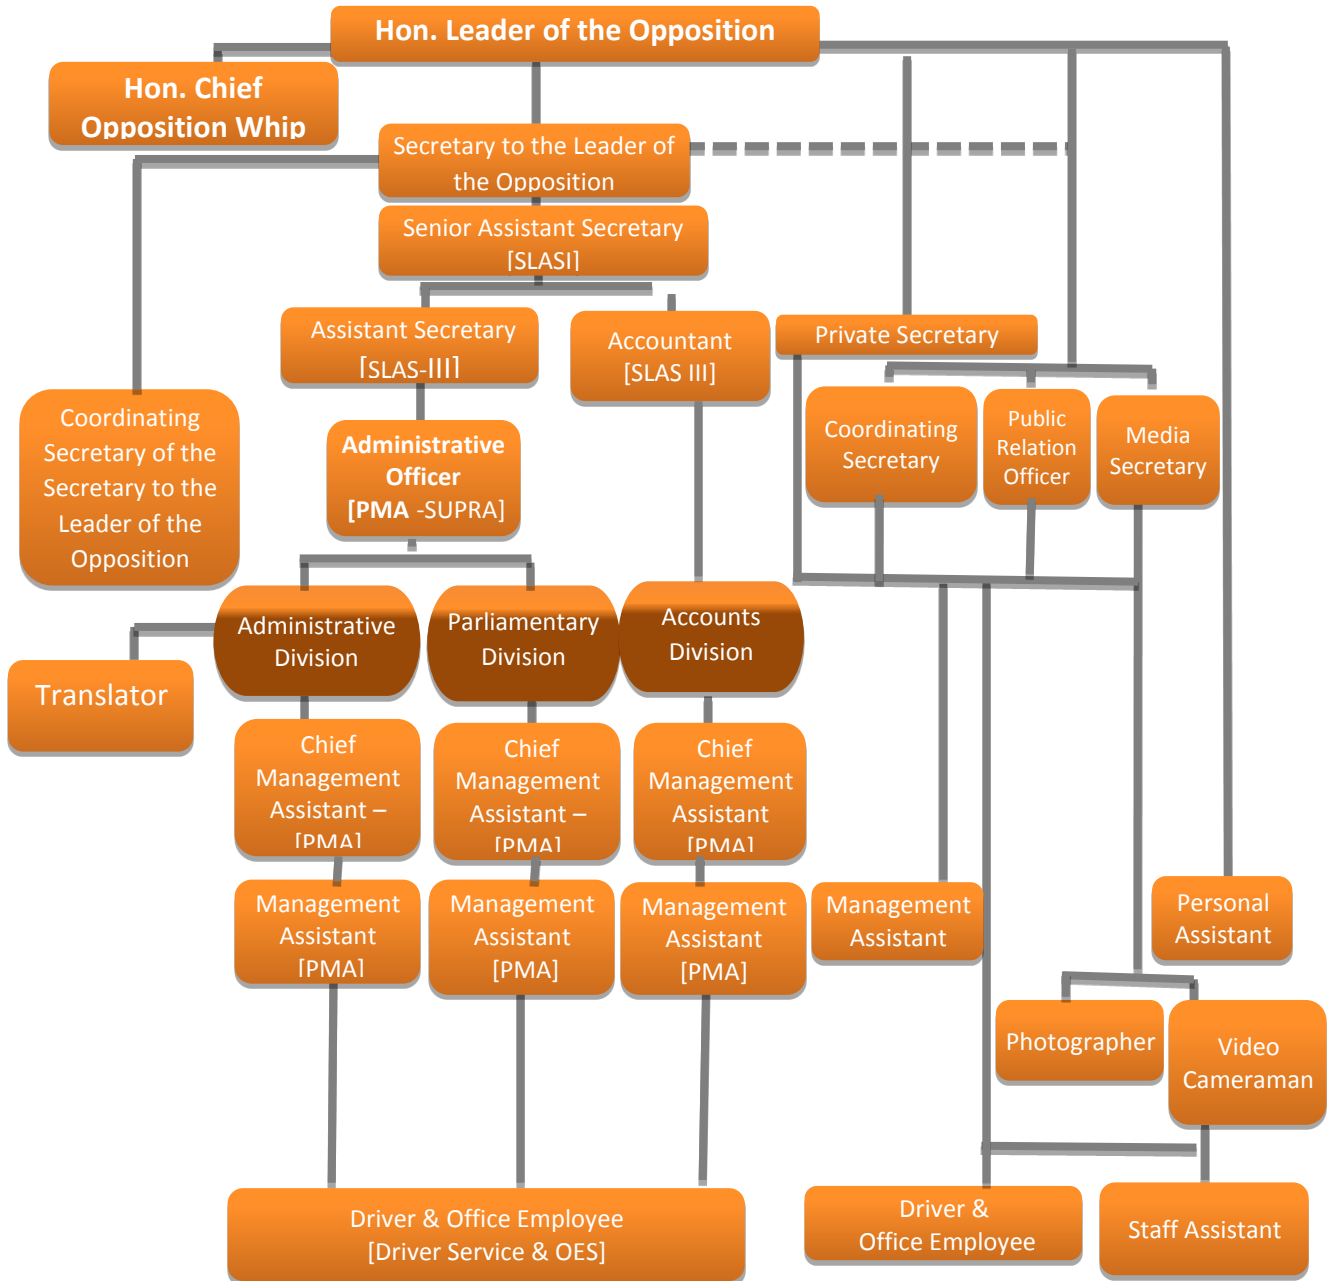 Hon. Leader of the Opposition
Hon. Chief
Opposition Whip
Secretary to the Leader of
the Opposition
Senior Assistant Secretary
[SLASI]
Assistant Secretary
[SLAS-III]
Accountant
[SLAS III]
Private Secretary
Coordinating
Secretary of the
Secretary to the
Leader of the
Opposition
Administrative
Officer
[PMA -SUPRA]
Coordinating
Secretary
Public
Relation
Officer
Media
Secretary
Administrative
Division
Parliamentary
Division
Accounts
Division
Translator
Chief
Management
Assistant –
[PMA]
Chief
Management
Assistant –
[PMA]
Chief
Management
Assistant
[PMA]
Management
Assistant
[PMA]
Management
Assistant
[PMA]
Management
Assistant
[PMA]
Management
Assistant
Personal
Assistant
Photographer
Video
Cameraman
Driver & Office Employee
[Driver Service & OES]
Driver &
Office Employee
Staff Assistant